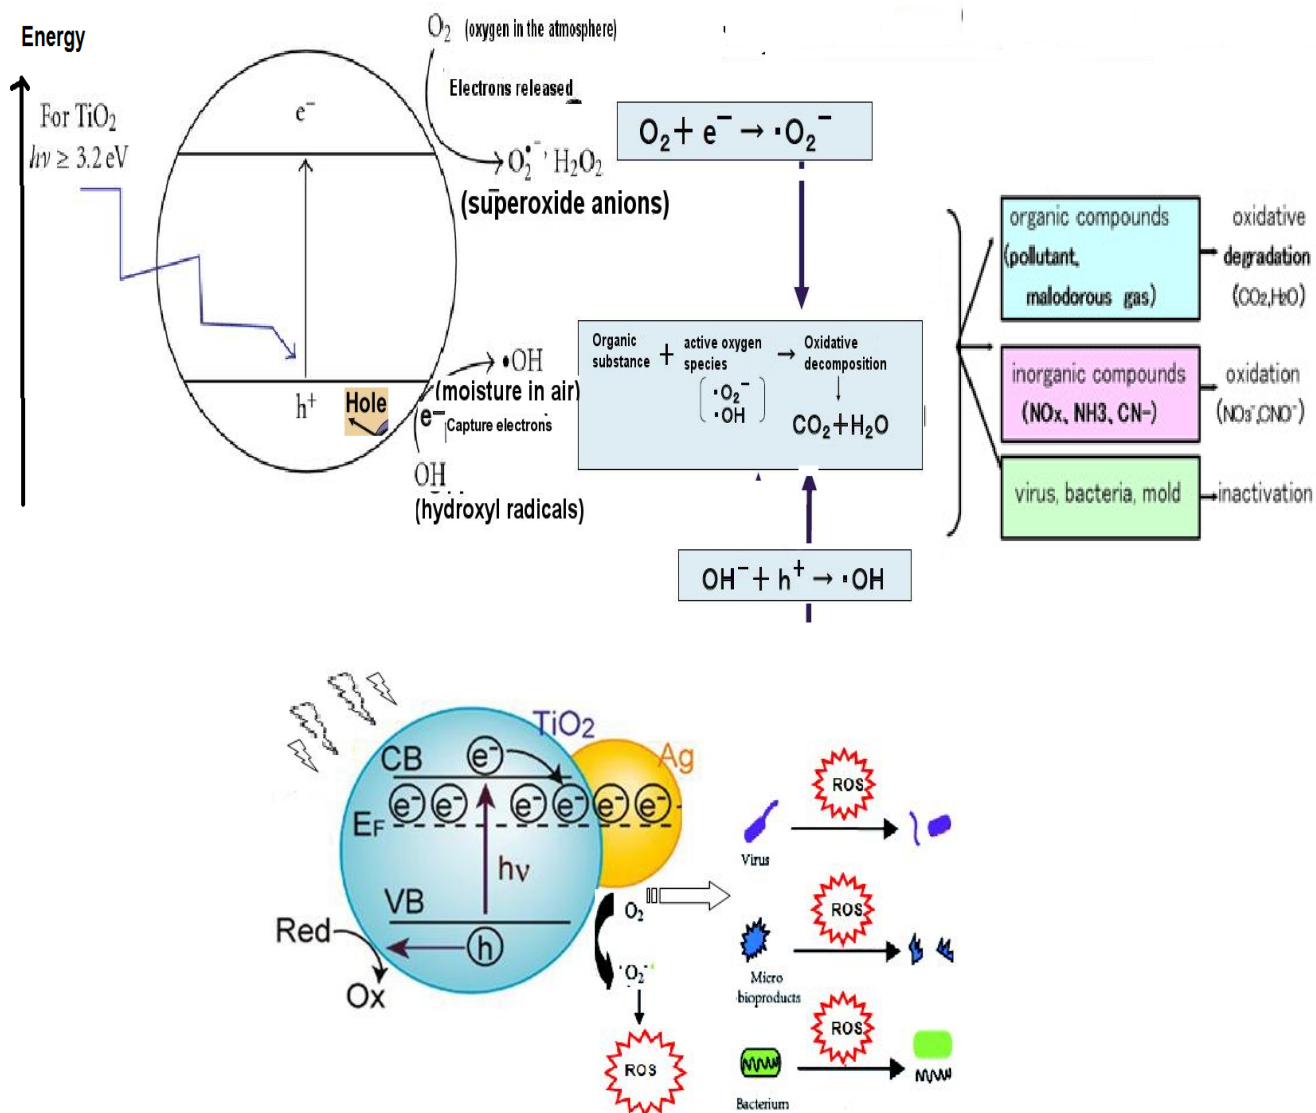 Energy
O₂ (oxygen in the atmosphere)
Electrons released
For TiO₂
hν ≥ 3.2 eV
e⁻
O₂•⁻, H₂O₂
(superoxide anions)
O₂ + e⁻ → ·O₂⁻
•OH
(moisture in air)
h⁺
Hole
e⁻ Capture electrons
OH
(hydroxyl radicals)
Organic substance + active oxygen species → Oxidative decomposition
·O₂⁻
·OH
CO₂+H₂O
OH⁻ + h⁺ → ·OH
organic compounds
(pollutant,
malodorous gas)
oxidative
degradation
(CO₂,H₂O)
inorganic compounds
(NOx, NH3, CN-)
oxidation
(NO₃⁻,CNO⁻)
virus, bacteria, mold
inactivation
TiO₂
Ag
CB
e⁻
e⁻ e⁻ e⁻ e⁻ e⁻ e⁻
EF
hν
VB
h
Red
Ox
O₂
·O₂⁻
ROS
ROS
Virus
ROS
Micro
bioproducts
ROS
Bacterium